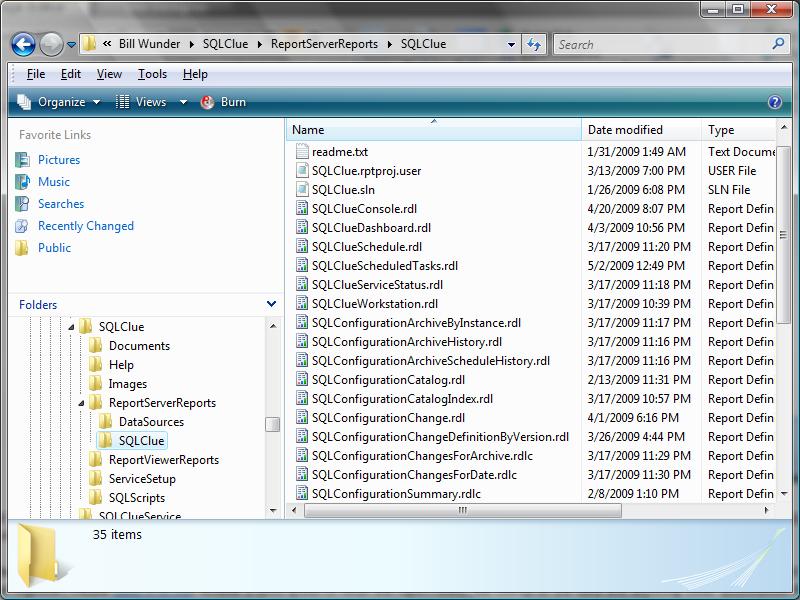 « Bill Wunder ▸ SQLClue ▸ ReportServerReports ▸ SQLClue
Search
File Edit View Tools Help
Organize Views Burn
Favorite Links
Pictures
Music
Searches
Recently Changed
Public
Folders
SQLClue
Documents
Help
Images
ReportServerReports
DataSources
SQLClue
ReportViewerReports
ServiceSetup
SQLScripts
SQLClueService
Name Date modified Type
readme.txt 1/31/2009 1:49 AM Text Docume
SQLClue.rptproj.user 3/13/2009 7:00 PM USER File
SQLClue.sln 1/26/2009 6:08 PM SLN File
SQLClueConsole.rdl 4/20/2009 8:07 PM Report Defin
SQLClueDashboard.rdl 4/3/2009 10:56 PM Report Defin
SQLClueSchedule.rdl 3/17/2009 11:20 PM Report Defin
SQLClueScheduledTasks.rdl 5/2/2009 12:49 PM Report Defin
SQLClueServiceStatus.rdl 3/17/2009 11:18 PM Report Defin
SQLClueWorkstation.rdl 3/17/2009 10:39 PM Report Defin
SQLConfigurationArchiveByInstance.rdl 3/17/2009 11:17 PM Report Defin
SQLConfigurationArchiveHistory.rdl 3/17/2009 11:16 PM Report Defin
SQLConfigurationArchiveScheduleHistory.rdl 3/17/2009 11:16 PM Report Defin
SQLConfigurationCatalog.rdl 2/13/2009 11:31 PM Report Defin
SQLConfigurationCatalogIndex.rdl 3/17/2009 10:57 PM Report Defin
SQLConfigurationChange.rdl 4/1/2009 6:16 PM Report Defin
SQLConfigurationChangeDefinitionByVersion.rdl 3/26/2009 4:44 PM Report Defin
SQLConfigurationChangesForArchive.rdlc 3/17/2009 11:29 PM Report Defin
SQLConfigurationChangesForDate.rdlc 3/17/2009 11:30 PM Report Defin
SQLConfigurationSummary.rdlc 2/8/2009 1:10 PM Report Defin
35 items